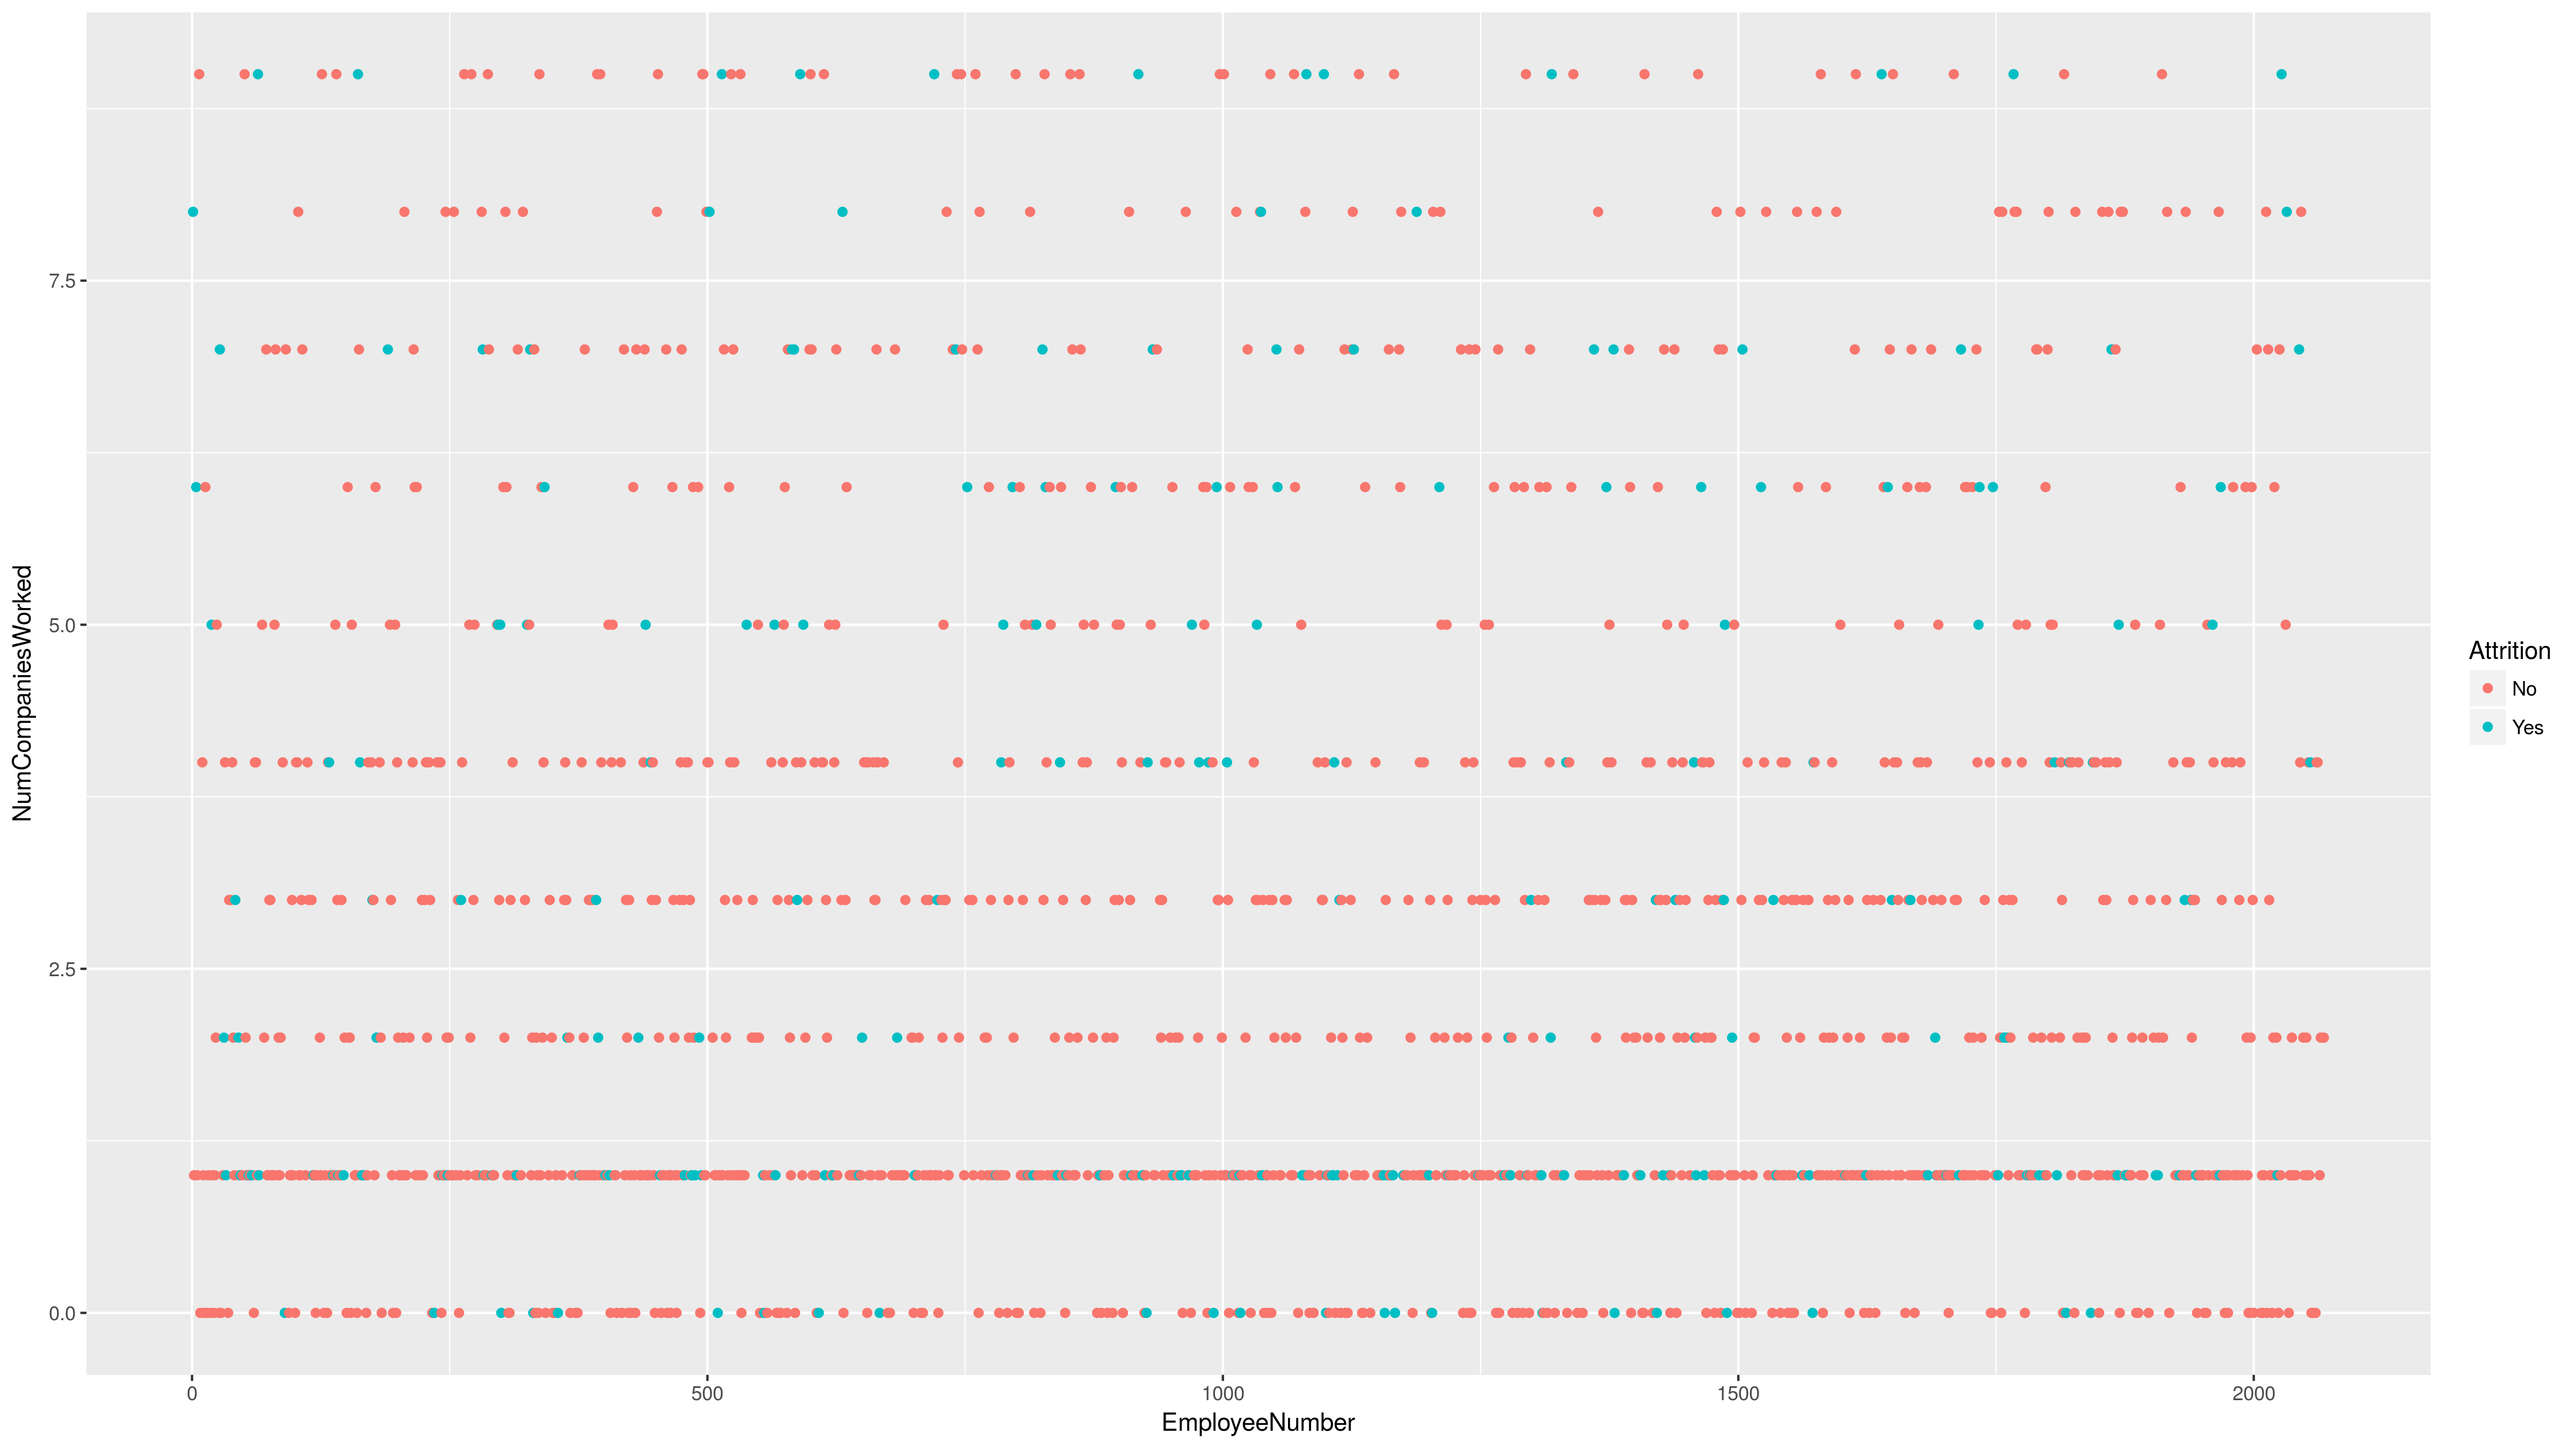 NumCompaniesWorked
7.5
5.0
2.5
0.0
0
500
1000
1500
2000
EmployeeNumber
Attrition
No
Yes